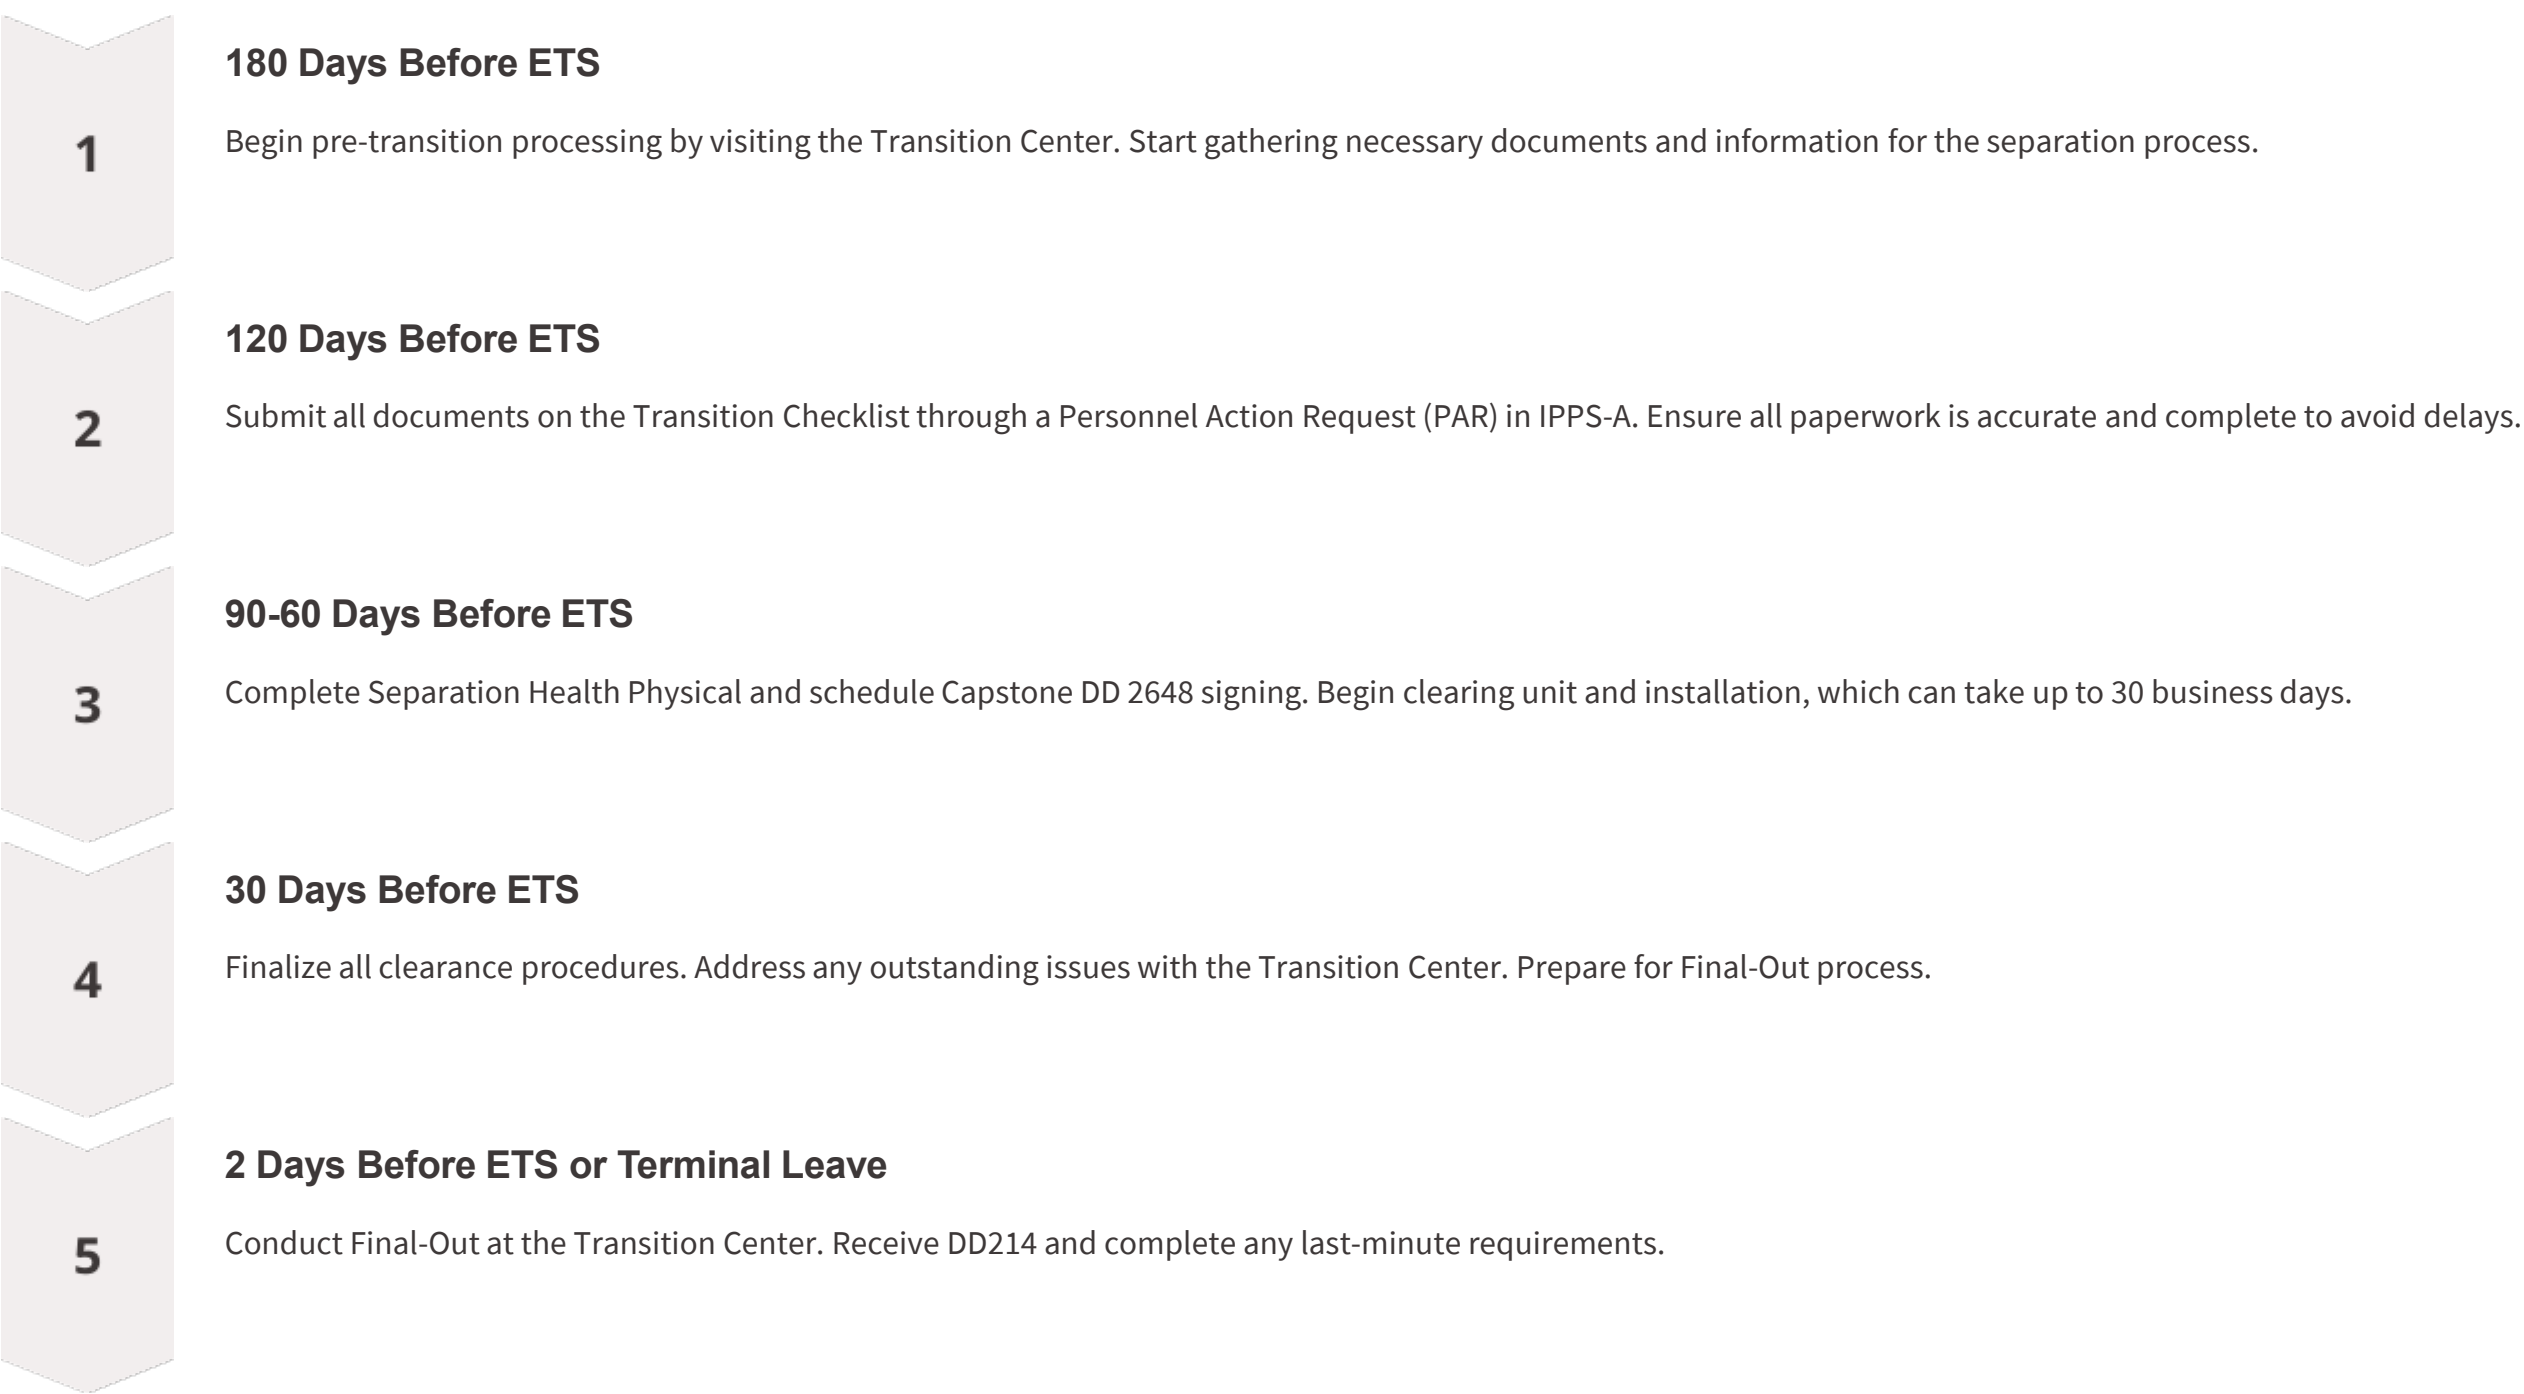 180 Days Before ETS
1
Begin pre-transition processing by visiting the Transition Center. Start gathering necessary documents and information for the separation process.
120 Days Before ETS
2
Submit all documents on the Transition Checklist through a Personnel Action Request (PAR) in IPPS-A. Ensure all paperwork is accurate and complete to avoid delays.
90-60 Days Before ETS
3
Complete Separation Health Physical and schedule Capstone DD 2648 signing. Begin clearing unit and installation, which can take up to 30 business days.
30 Days Before ETS
4
Finalize all clearance procedures. Address any outstanding issues with the Transition Center. Prepare for Final-Out process.
2 Days Before ETS or Terminal Leave
5
Conduct Final-Out at the Transition Center. Receive DD214 and complete any last-minute requirements.